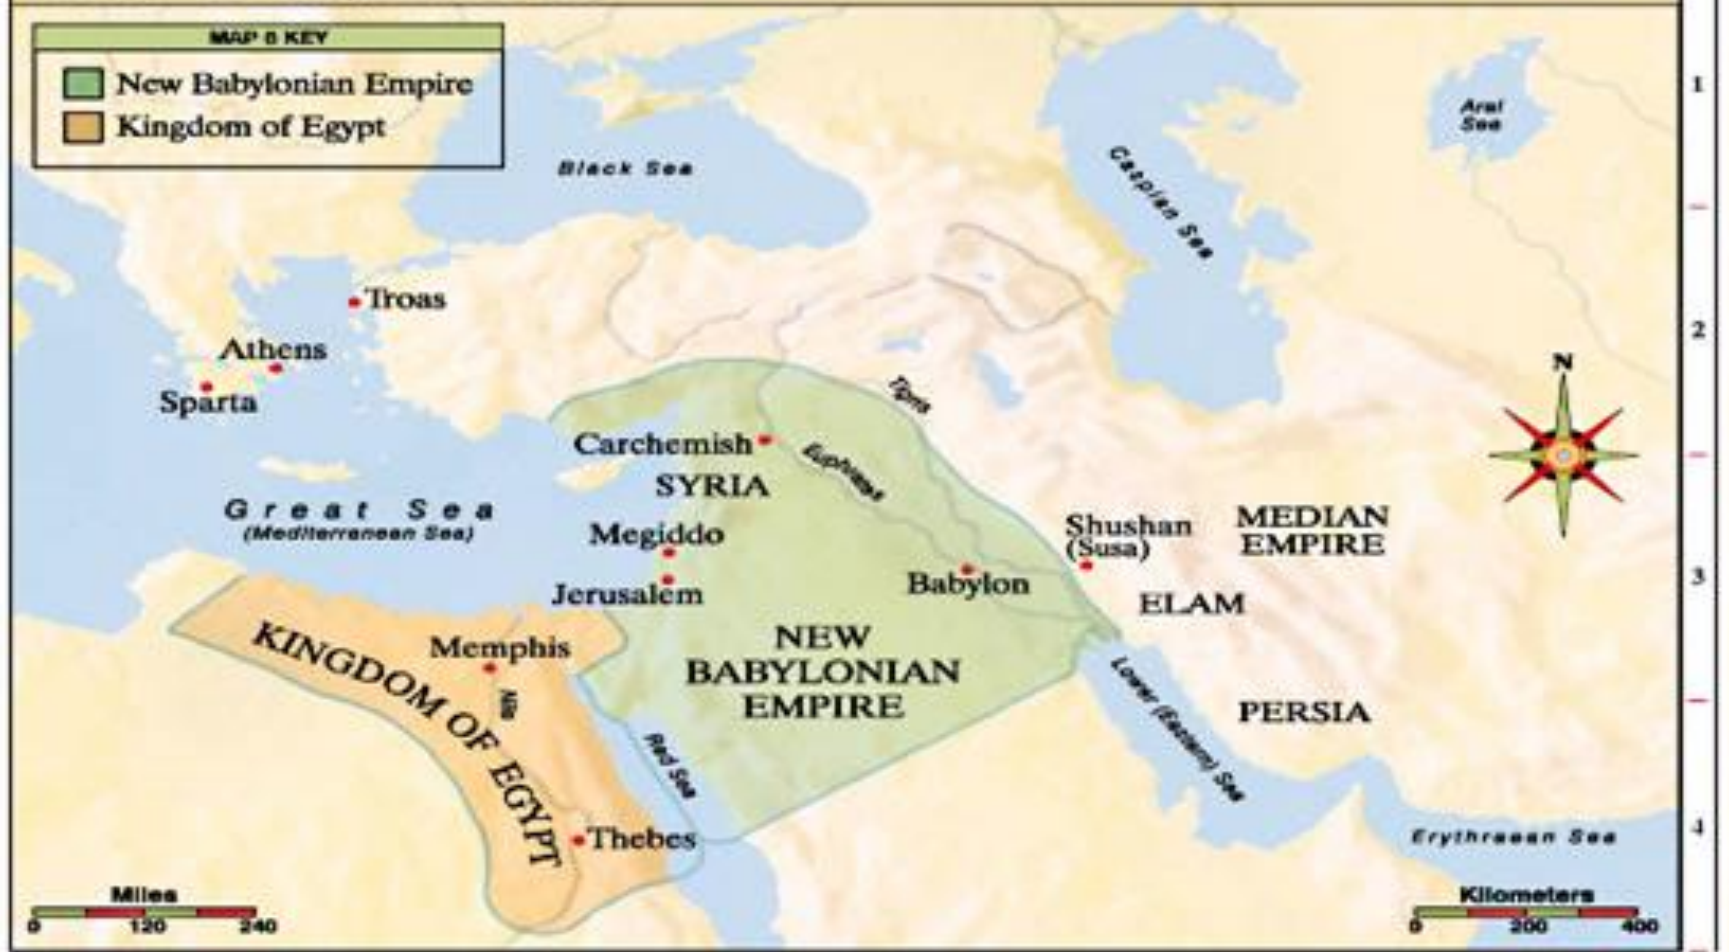 MAP 6 KEY
New Babylonian Empire
Kingdom of Egypt
Black Sea
Caspian Sea
Aral
Sea
1
Troas
Athens
Sparta
2
N
Tigris
Carchemish
Euphrates
SYRIA
Great Sea
(Mediterranean Sea)
Megiddo
Jerusalem
Babylon
Shushan
(Susa)
MEDIAN
EMPIRE
ELAM
3
KINGDOM OF EGYPT
Memphis
Nile
NEW
BABYLONIAN
EMPIRE
Red Sea
Lower (Eastern) Sea
PERSIA
Thebes
Erythraean Sea
4
Miles
0 120 240
Kilometers
0 200 400